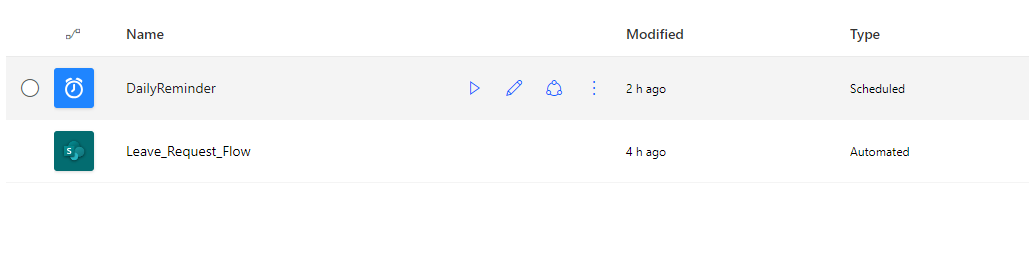 Name Modified Type
DailyReminder 2 h ago Scheduled
S
Leave_Request_Flow 4 h ago Automated